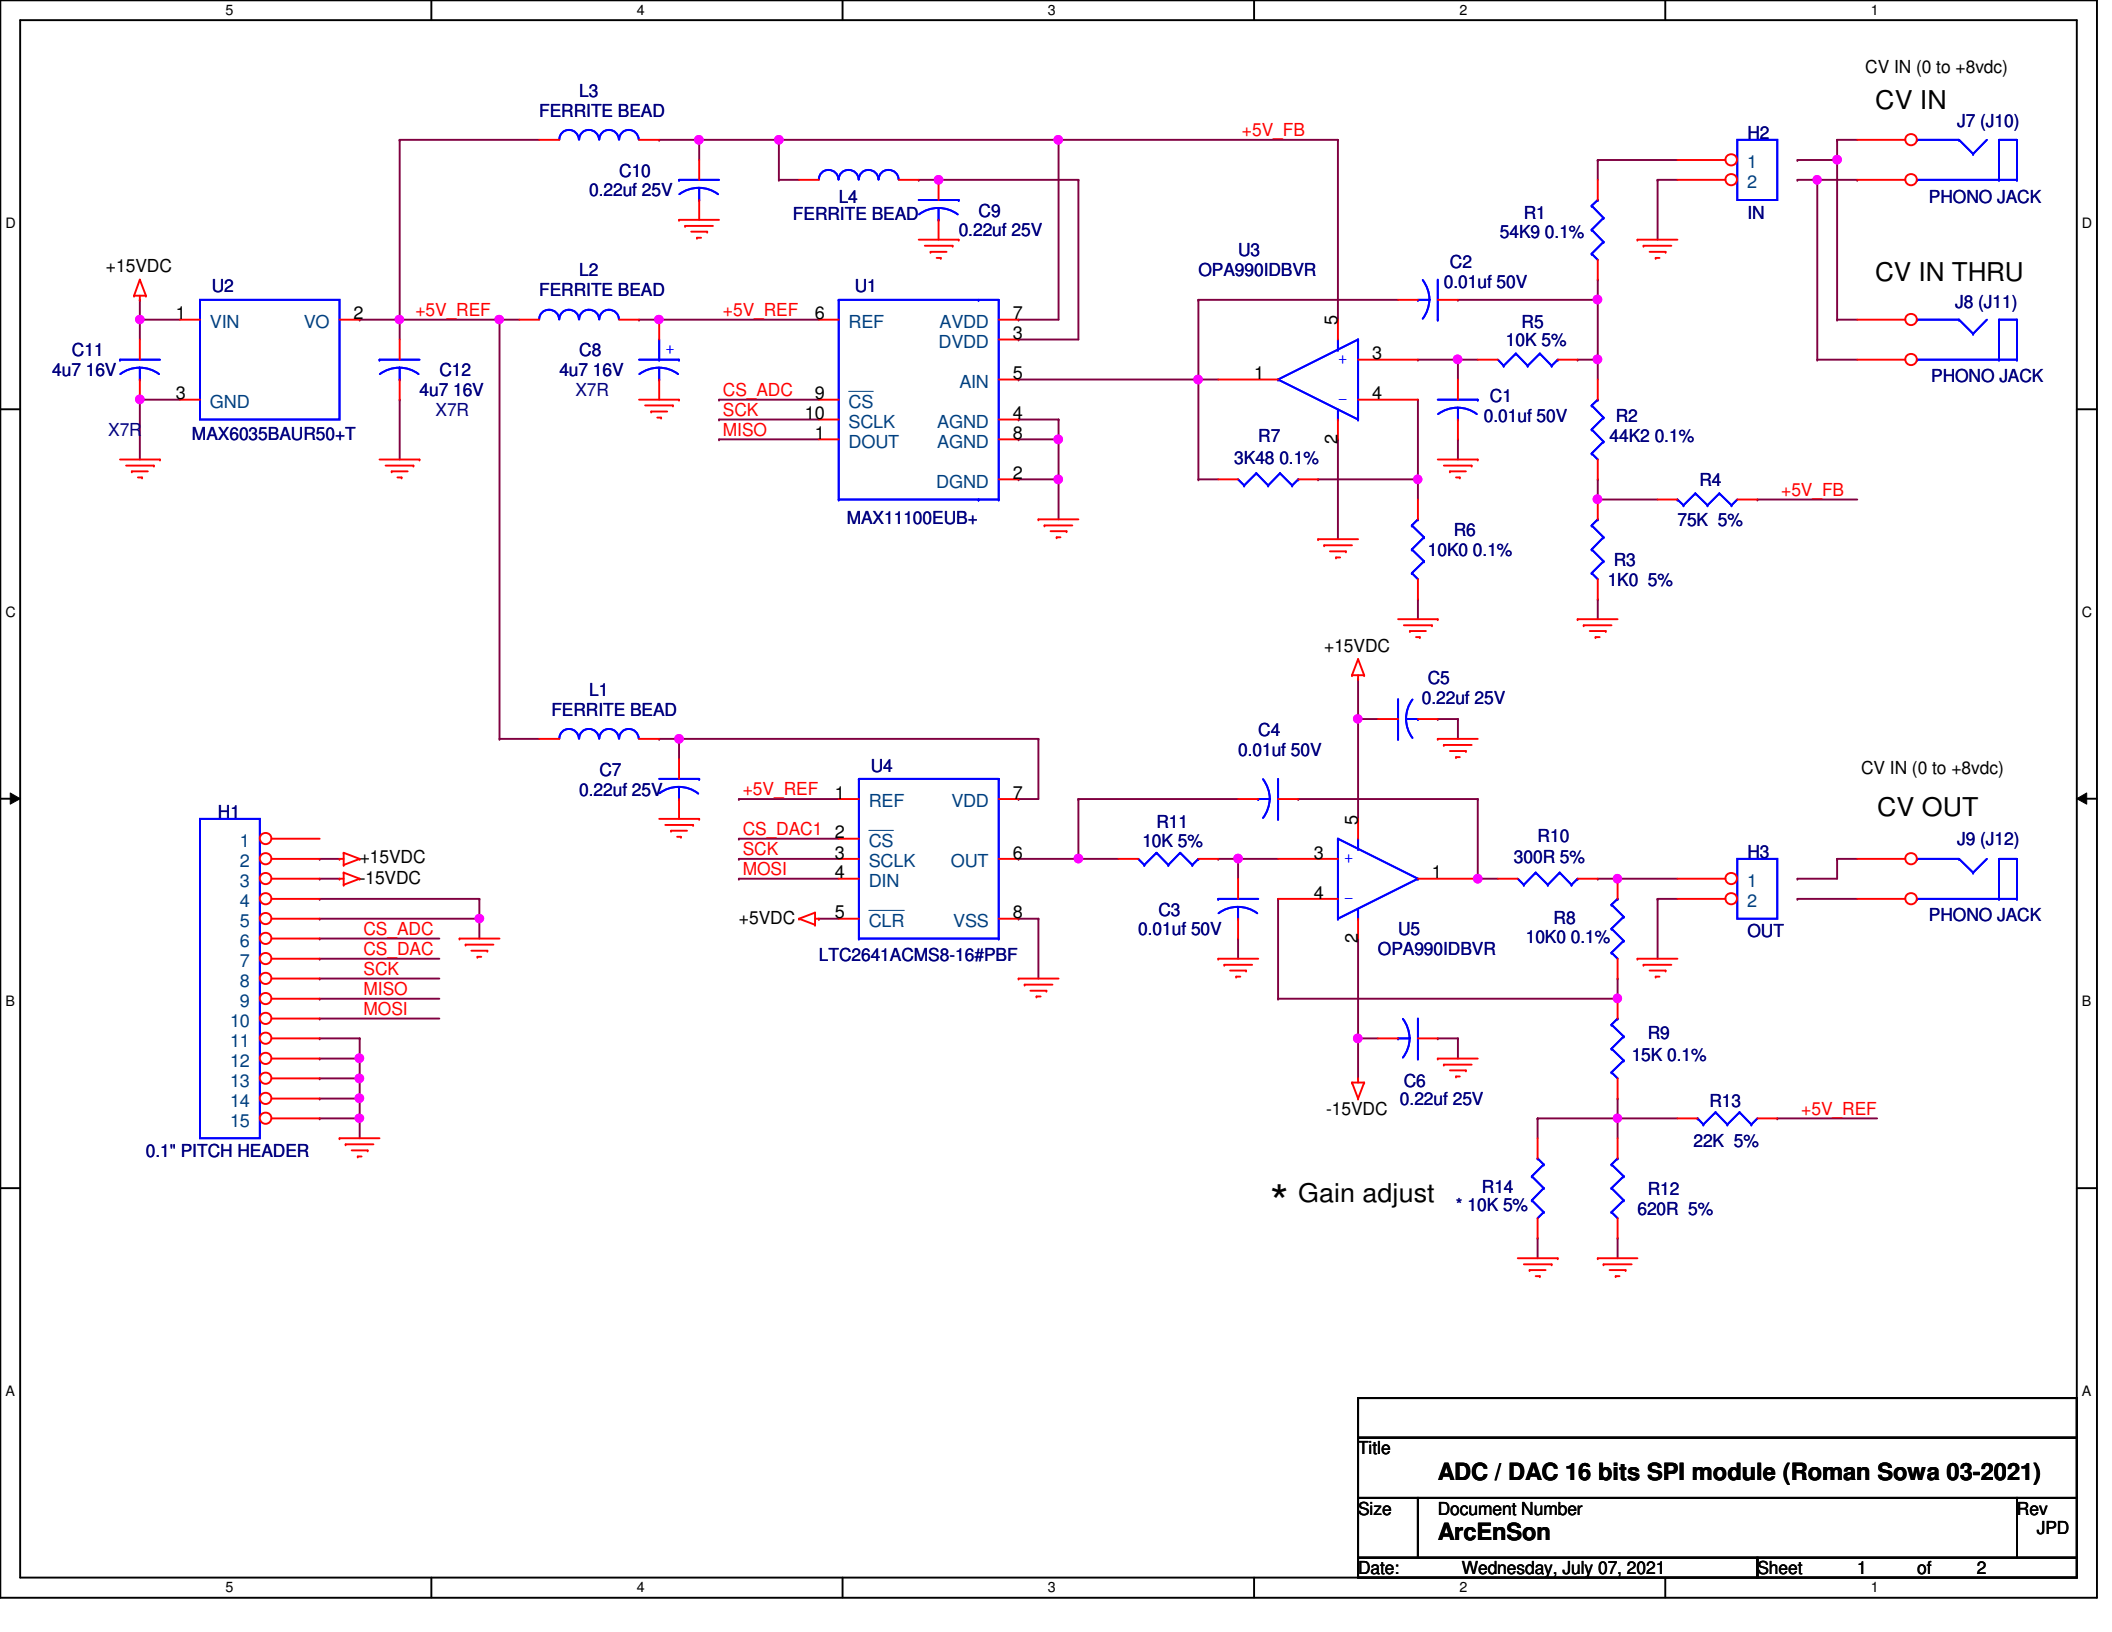 5 4 3 2 1
CV IN (0 to +8vdc)
CV IN
L3
FERRITE BEAD
+5V_FB
H2
J7 (J10)
1
2
IN
PHONO JACK
C10
0.22uf 25V
L4
FERRITE BEAD
C9
0.22uf 25V
R1
54K9 0.1%
D
D
U3
OPA990IDBVR
C2
0.01uf 50V
CV IN THRU
J8 (J11)
PHONO JACK
+15VDC
U2
1
VIN
VO
2
3
GND
MAX6035BAUR50+T
C11
4u7 16V
X7R
+5V_REF
C12
4u7 16V
X7R
L2
FERRITE BEAD
C8
4u7 16V
X7R
+
+5V_REF
U1
6
REF
AVDD
7
DVDD
3
AIN
5
CS_ADC
9
CS
SCK
10
SCLK
MISO
1
DOUT
AGND
4
AGND
8
DGND
2
MAX11100EUB+
5
+
3
−
4
1
2
R5
10K 5%
C1
0.01uf 50V
R7
3K48 0.1%
R2
44K2 0.1%
R4
75K 5%
+5V_FB
R6
10K0 0.1%
R3
1K0 5%
C
C
+15VDC
C5
0.22uf 25V
L1
FERRITE BEAD
C7
0.22uf 25V
C4
0.01uf 50V
U4
+5V_REF
1
REF
VDD
7
CS_DAC1
2
CS
SCK
3
SCLK
OUT
6
MOSI
4
DIN
+5VDC
5
CLR
VSS
8
LTC2641ACMS8-16#PBF
R11
10K 5%
C3
0.01uf 50V
5
3
+
4
−
1
2
U5
OPA990IDBVR
R10
300R 5%
R8
10K0 0.1%
CV IN (0 to +8vdc)
CV OUT
H3
1
2
OUT
J9 (J12)
PHONO JACK
H1
1
2
+15VDC
3
-15VDC
4
5
6
CS_ADC
7
CS_DAC
8
SCK
9
MISO
10
MOSI
11
12
13
14
15
0.1" PITCH HEADER
B
B
R9
15K 0.1%
C6
0.22uf 25V
-15VDC
R13
22K 5%
+5V_REF
* Gain adjust
R14
* 10K 5%
R12
620R 5%
A
A
Title
ADC / DAC 16 bits SPI module (Roman Sowa 03-2021)
Size
Document Number
Rev
ArcEnSon
JPD
Date:
Wednesday, July 07, 2021
Sheet 1 of 2
5 4 3 2 1